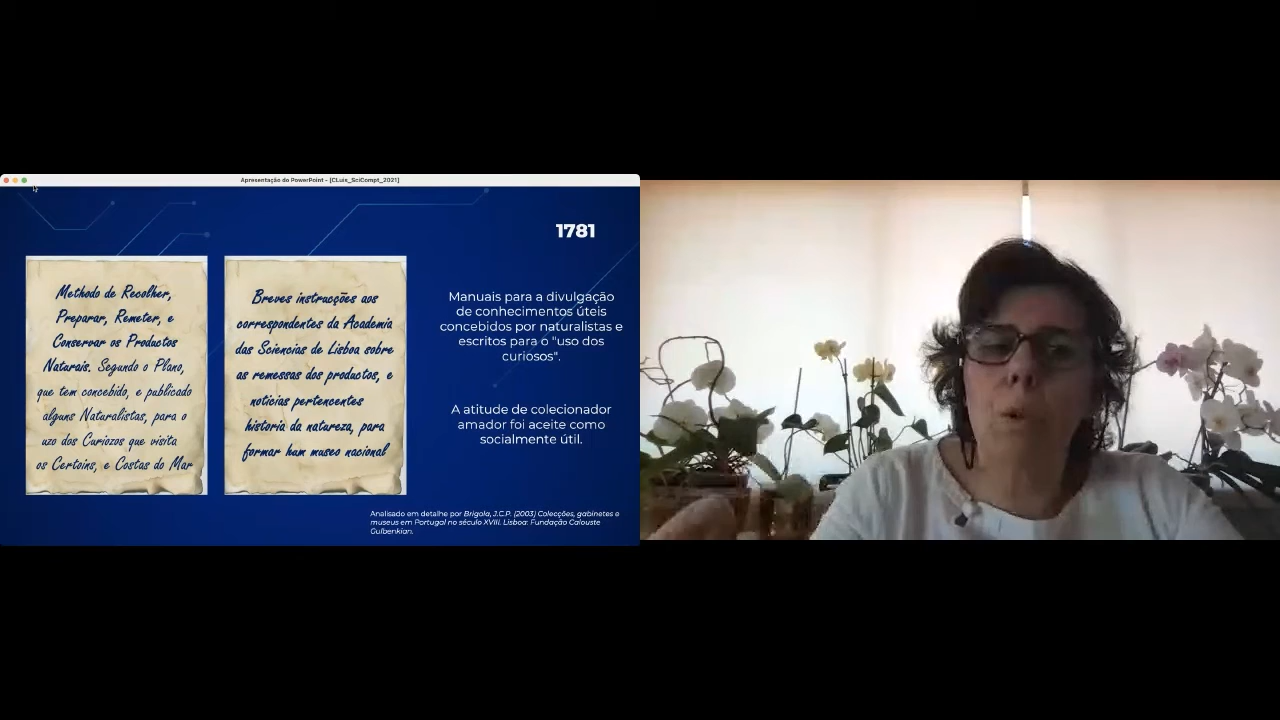 Apresentação do PowerPoint - [CLuis_SciCompt_2021]
1781
Methodo de Recolher,
Preparar, Remeter, e
Conservar os Productos
Naturais. Segundo o Plano,
que tem concebido, e publicado
alguns Naturalistas, para o
uzo dos Curiozos que visita
os Certoins, e Costas do Mar
Breves instrucções aos
correspondentes da Academia
das Sciencias de Lisboa sobre
as remessas dos productos, e
noticias pertencentes
historia da natureza, para
formar hum museo nacional
Manuais para a divulgação
de conhecimentos úteis
concebidos por naturalistas e
escritos para o "uso dos
curiosos".
A atitude de colecionador
amador foi aceite como
socialmente útil.
Analisado em detalhe por Brigola, J.C.P. (2003) Colecções, gabinetes e
museus em Portugal no século XVIII. Lisboa: Fundação Calouste
Gulbenkian.